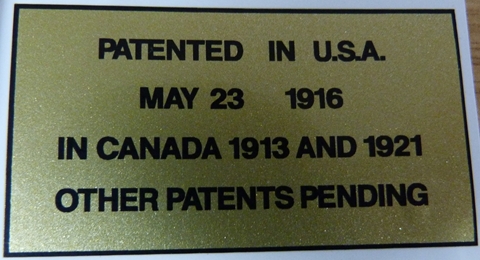 PATENTED IN U.S.A.
MAY 23 1916
IN CANADA 1913 AND 1921
OTHER PATENTS PENDING